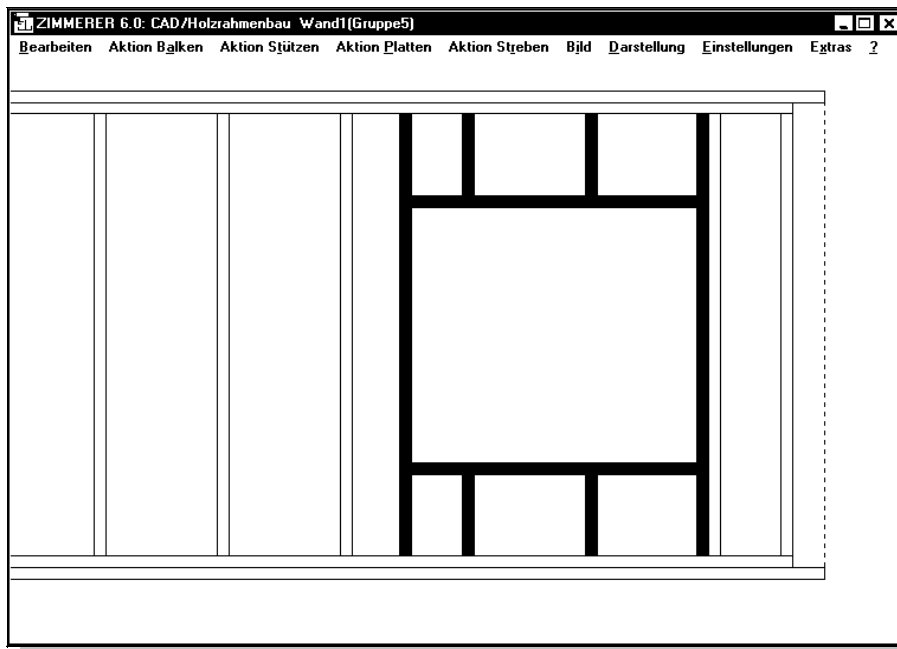 ZIMMERER 6.0: CAD/Holzrahmenbau Wand1(Gruppe5)
Bearbeiten Aktion Balken Aktion Stützen Aktion Platten Aktion Streben Bild Darstellung Einstellungen Extras ?